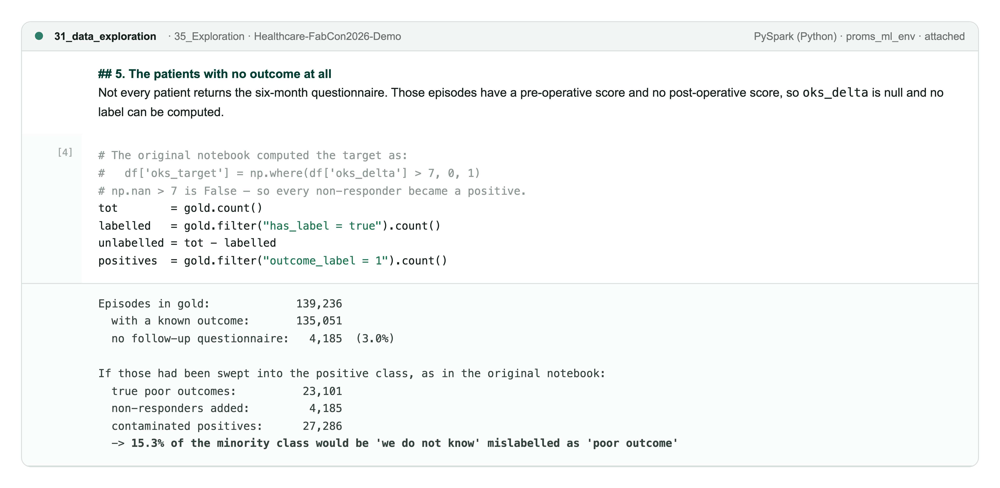 31_data_exploration · 35_Exploration · Healthcare-FabCon2026-Demo PySpark (Python) · proms_ml_env · attached
## 5. The patients with no outcome at all
Not every patient returns the six-month questionnaire. Those episodes have a pre-operative score and no post-operative score, so oks_delta is null and no
label can be computed.
[4]
# The original notebook computed the target as:
#   df['oks_target'] = np.where(df['oks_delta'] > 7, 0, 1)
# np.nan > 7 is False — so every non-responder became a positive.
tot        = gold.count()
labelled   = gold.filter("has_label = true").count()
unlabelled = tot - labelled
positives  = gold.filter("outcome_label = 1").count()
Episodes in gold:             139,236
  with a known outcome:       135,051
  no follow-up questionnaire:   4,185  (3.0%)
If those had been swept into the positive class, as in the original notebook:
  true poor outcomes:          23,101
  non-responders added:         4,185
  contaminated positives:      27,286
  -> 15.3% of the minority class would be 'we do not know' mislabelled as 'poor outcome'